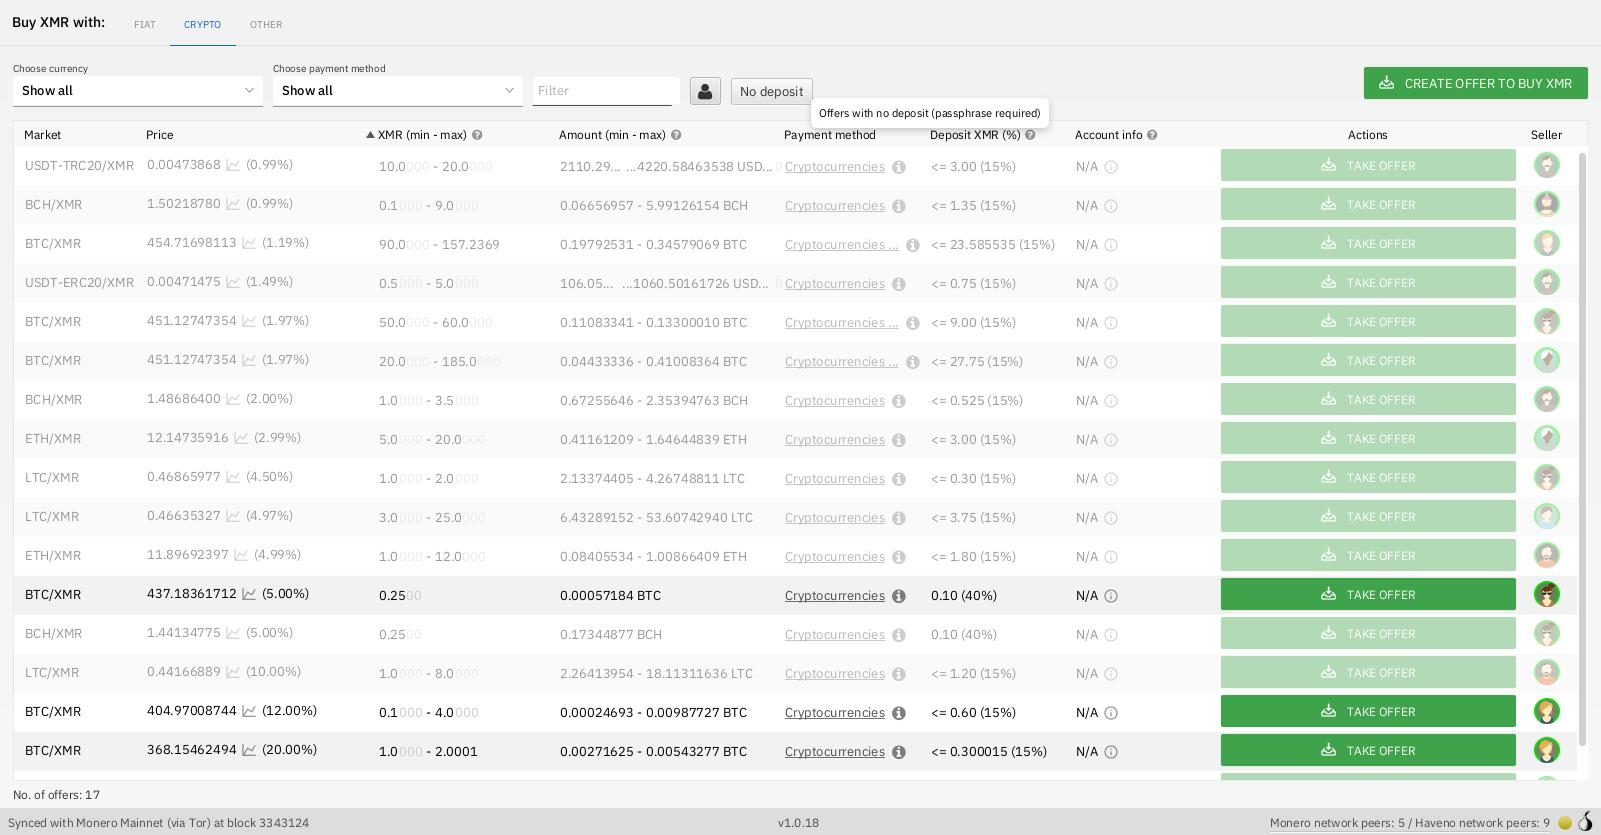 Buy XMR with: FIAT CRYPTO OTHER
Choose currency Choose payment method
Show all Show all Filter No deposit CREATE OFFER TO BUY XMR
Offers with no deposit (passphrase required)
Market Price XMR (min - max) Amount (min - max) Payment method Deposit XMR (%) Account info Actions Seller
USDT-TRC20/XMR 0.00473868 (0.99%) 10.0000 - 20.0000 2110.29... ...4220.58463538 USD... 0 Cryptocurrencies <= 3.00 (15%) N/A TAKE OFFER
BCH/XMR 1.50218780 (0.99%) 0.1000 - 9.0000 0.06656957 - 5.99126154 BCH Cryptocurrencies <= 1.35 (15%) N/A TAKE OFFER
BTC/XMR 454.71698113 (1.19%) 90.0000 - 157.2369 0.19792531 - 0.34579069 BTC Cryptocurrencies ... <= 23.585535 (15%) N/A TAKE OFFER
USDT-ERC20/XMR 0.00471475 (1.49%) 0.5000 - 5.0000 106.05... ...1060.50161726 USD... 0 Cryptocurrencies <= 0.75 (15%) N/A TAKE OFFER
BTC/XMR 451.12747354 (1.97%) 50.0000 - 60.0000 0.11083341 - 0.13300010 BTC Cryptocurrencies ... <= 9.00 (15%) N/A TAKE OFFER
BTC/XMR 451.12747354 (1.97%) 20.0000 - 185.0000 0.04433336 - 0.41008364 BTC Cryptocurrencies ... <= 27.75 (15%) N/A TAKE OFFER
BCH/XMR 1.48686400 (2.00%) 1.0000 - 3.5000 0.67255646 - 2.35394763 BCH Cryptocurrencies <= 0.525 (15%) N/A TAKE OFFER
ETH/XMR 12.14735916 (2.99%) 5.0000 - 20.0000 0.41161209 - 1.64644839 ETH Cryptocurrencies <= 3.00 (15%) N/A TAKE OFFER
LTC/XMR 0.46865977 (4.50%) 1.0000 - 2.0000 2.13374405 - 4.26748811 LTC Cryptocurrencies <= 0.30 (15%) N/A TAKE OFFER
LTC/XMR 0.46635327 (4.97%) 3.0000 - 25.0000 6.43289152 - 53.60742940 LTC Cryptocurrencies <= 3.75 (15%) N/A TAKE OFFER
ETH/XMR 11.89692397 (4.99%) 1.0000 - 12.0000 0.08405534 - 1.00866409 ETH Cryptocurrencies <= 1.80 (15%) N/A TAKE OFFER
BTC/XMR 437.18361712 (5.00%) 0.2500 0.00057184 BTC Cryptocurrencies 0.10 (40%) N/A TAKE OFFER
BCH/XMR 1.44134775 (5.00%) 0.2500 0.17344877 BCH Cryptocurrencies 0.10 (40%) N/A TAKE OFFER
LTC/XMR 0.44166889 (10.00%) 1.0000 - 8.0000 2.26413954 - 18.11311636 LTC Cryptocurrencies <= 1.20 (15%) N/A TAKE OFFER
BTC/XMR 404.97008744 (12.00%) 0.1000 - 4.0000 0.00024693 - 0.00987727 BTC Cryptocurrencies <= 0.60 (15%) N/A TAKE OFFER
BTC/XMR 368.15462494 (20.00%) 1.0000 - 2.0001 0.00271625 - 0.00543277 BTC Cryptocurrencies <= 0.300015 (15%) N/A TAKE OFFER
No. of offers: 17
Synced with Monero Mainnet (via Tor) at block 3343124 v1.0.18 Monero network peers: 5 / Haveno network peers: 9